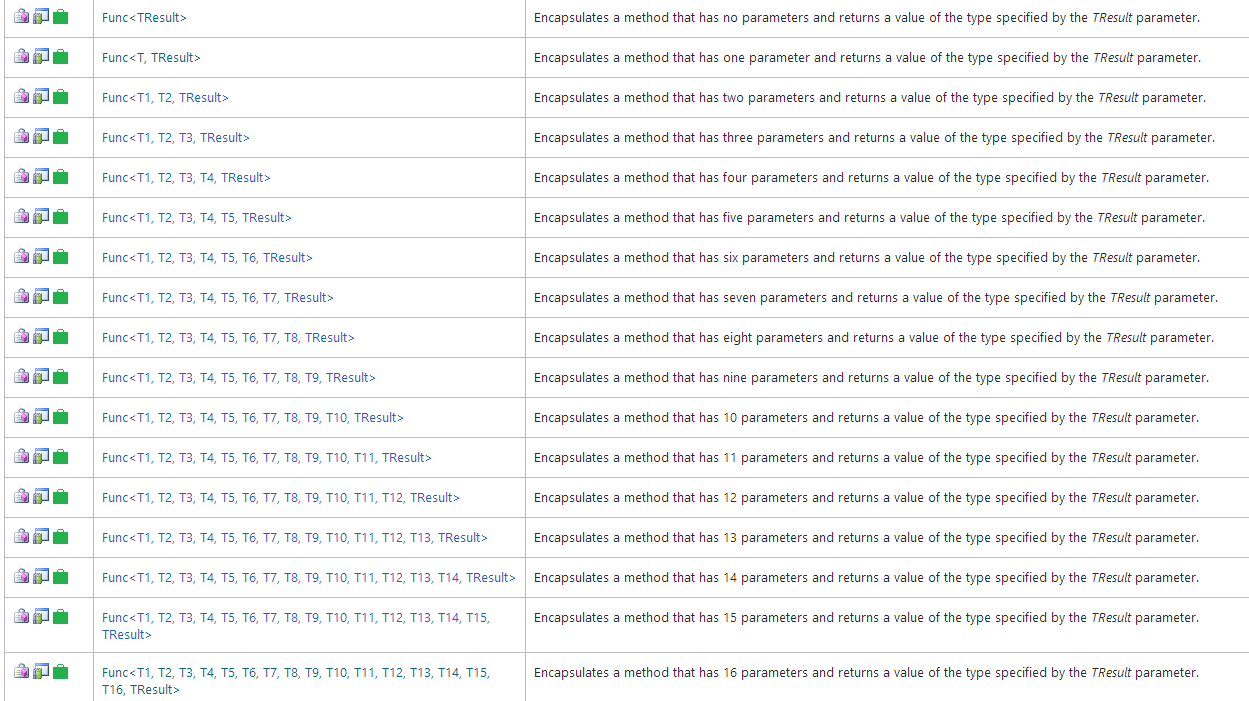 Func<TResult> Encapsulates a method that has no parameters and returns a value of the type specified by the TResult parameter.
Func<T, TResult> Encapsulates a method that has one parameter and returns a value of the type specified by the TResult parameter.
Func<T1, T2, TResult> Encapsulates a method that has two parameters and returns a value of the type specified by the TResult parameter.
Func<T1, T2, T3, TResult> Encapsulates a method that has three parameters and returns a value of the type specified by the TResult parameter.
Func<T1, T2, T3, T4, TResult> Encapsulates a method that has four parameters and returns a value of the type specified by the TResult parameter.
Func<T1, T2, T3, T4, T5, TResult> Encapsulates a method that has five parameters and returns a value of the type specified by the TResult parameter.
Func<T1, T2, T3, T4, T5, T6, TResult> Encapsulates a method that has six parameters and returns a value of the type specified by the TResult parameter.
Func<T1, T2, T3, T4, T5, T6, T7, TResult> Encapsulates a method that has seven parameters and returns a value of the type specified by the TResult parameter.
Func<T1, T2, T3, T4, T5, T6, T7, T8, TResult> Encapsulates a method that has eight parameters and returns a value of the type specified by the TResult parameter.
Func<T1, T2, T3, T4, T5, T6, T7, T8, T9, TResult> Encapsulates a method that has nine parameters and returns a value of the type specified by the TResult parameter.
Func<T1, T2, T3, T4, T5, T6, T7, T8, T9, T10, TResult> Encapsulates a method that has 10 parameters and returns a value of the type specified by the TResult parameter.
Func<T1, T2, T3, T4, T5, T6, T7, T8, T9, T10, T11, TResult> Encapsulates a method that has 11 parameters and returns a value of the type specified by the TResult parameter.
Func<T1, T2, T3, T4, T5, T6, T7, T8, T9, T10, T11, T12, TResult> Encapsulates a method that has 12 parameters and returns a value of the type specified by the TResult parameter.
Func<T1, T2, T3, T4, T5, T6, T7, T8, T9, T10, T11, T12, T13, TResult> Encapsulates a method that has 13 parameters and returns a value of the type specified by the TResult parameter.
Func<T1, T2, T3, T4, T5, T6, T7, T8, T9, T10, T11, T12, T13, T14, TResult> Encapsulates a method that has 14 parameters and returns a value of the type specified by the TResult parameter.
Func<T1, T2, T3, T4, T5, T6, T7, T8, T9, T10, T11, T12, T13, T14, T15, Encapsulates a method that has 15 parameters and returns a value of the type specified by the TResult parameter.
TResult>
Func<T1, T2, T3, T4, T5, T6, T7, T8, T9, T10, T11, T12, T13, T14, T15, Encapsulates a method that has 16 parameters and returns a value of the type specified by the TResult parameter.
T16, TResult>